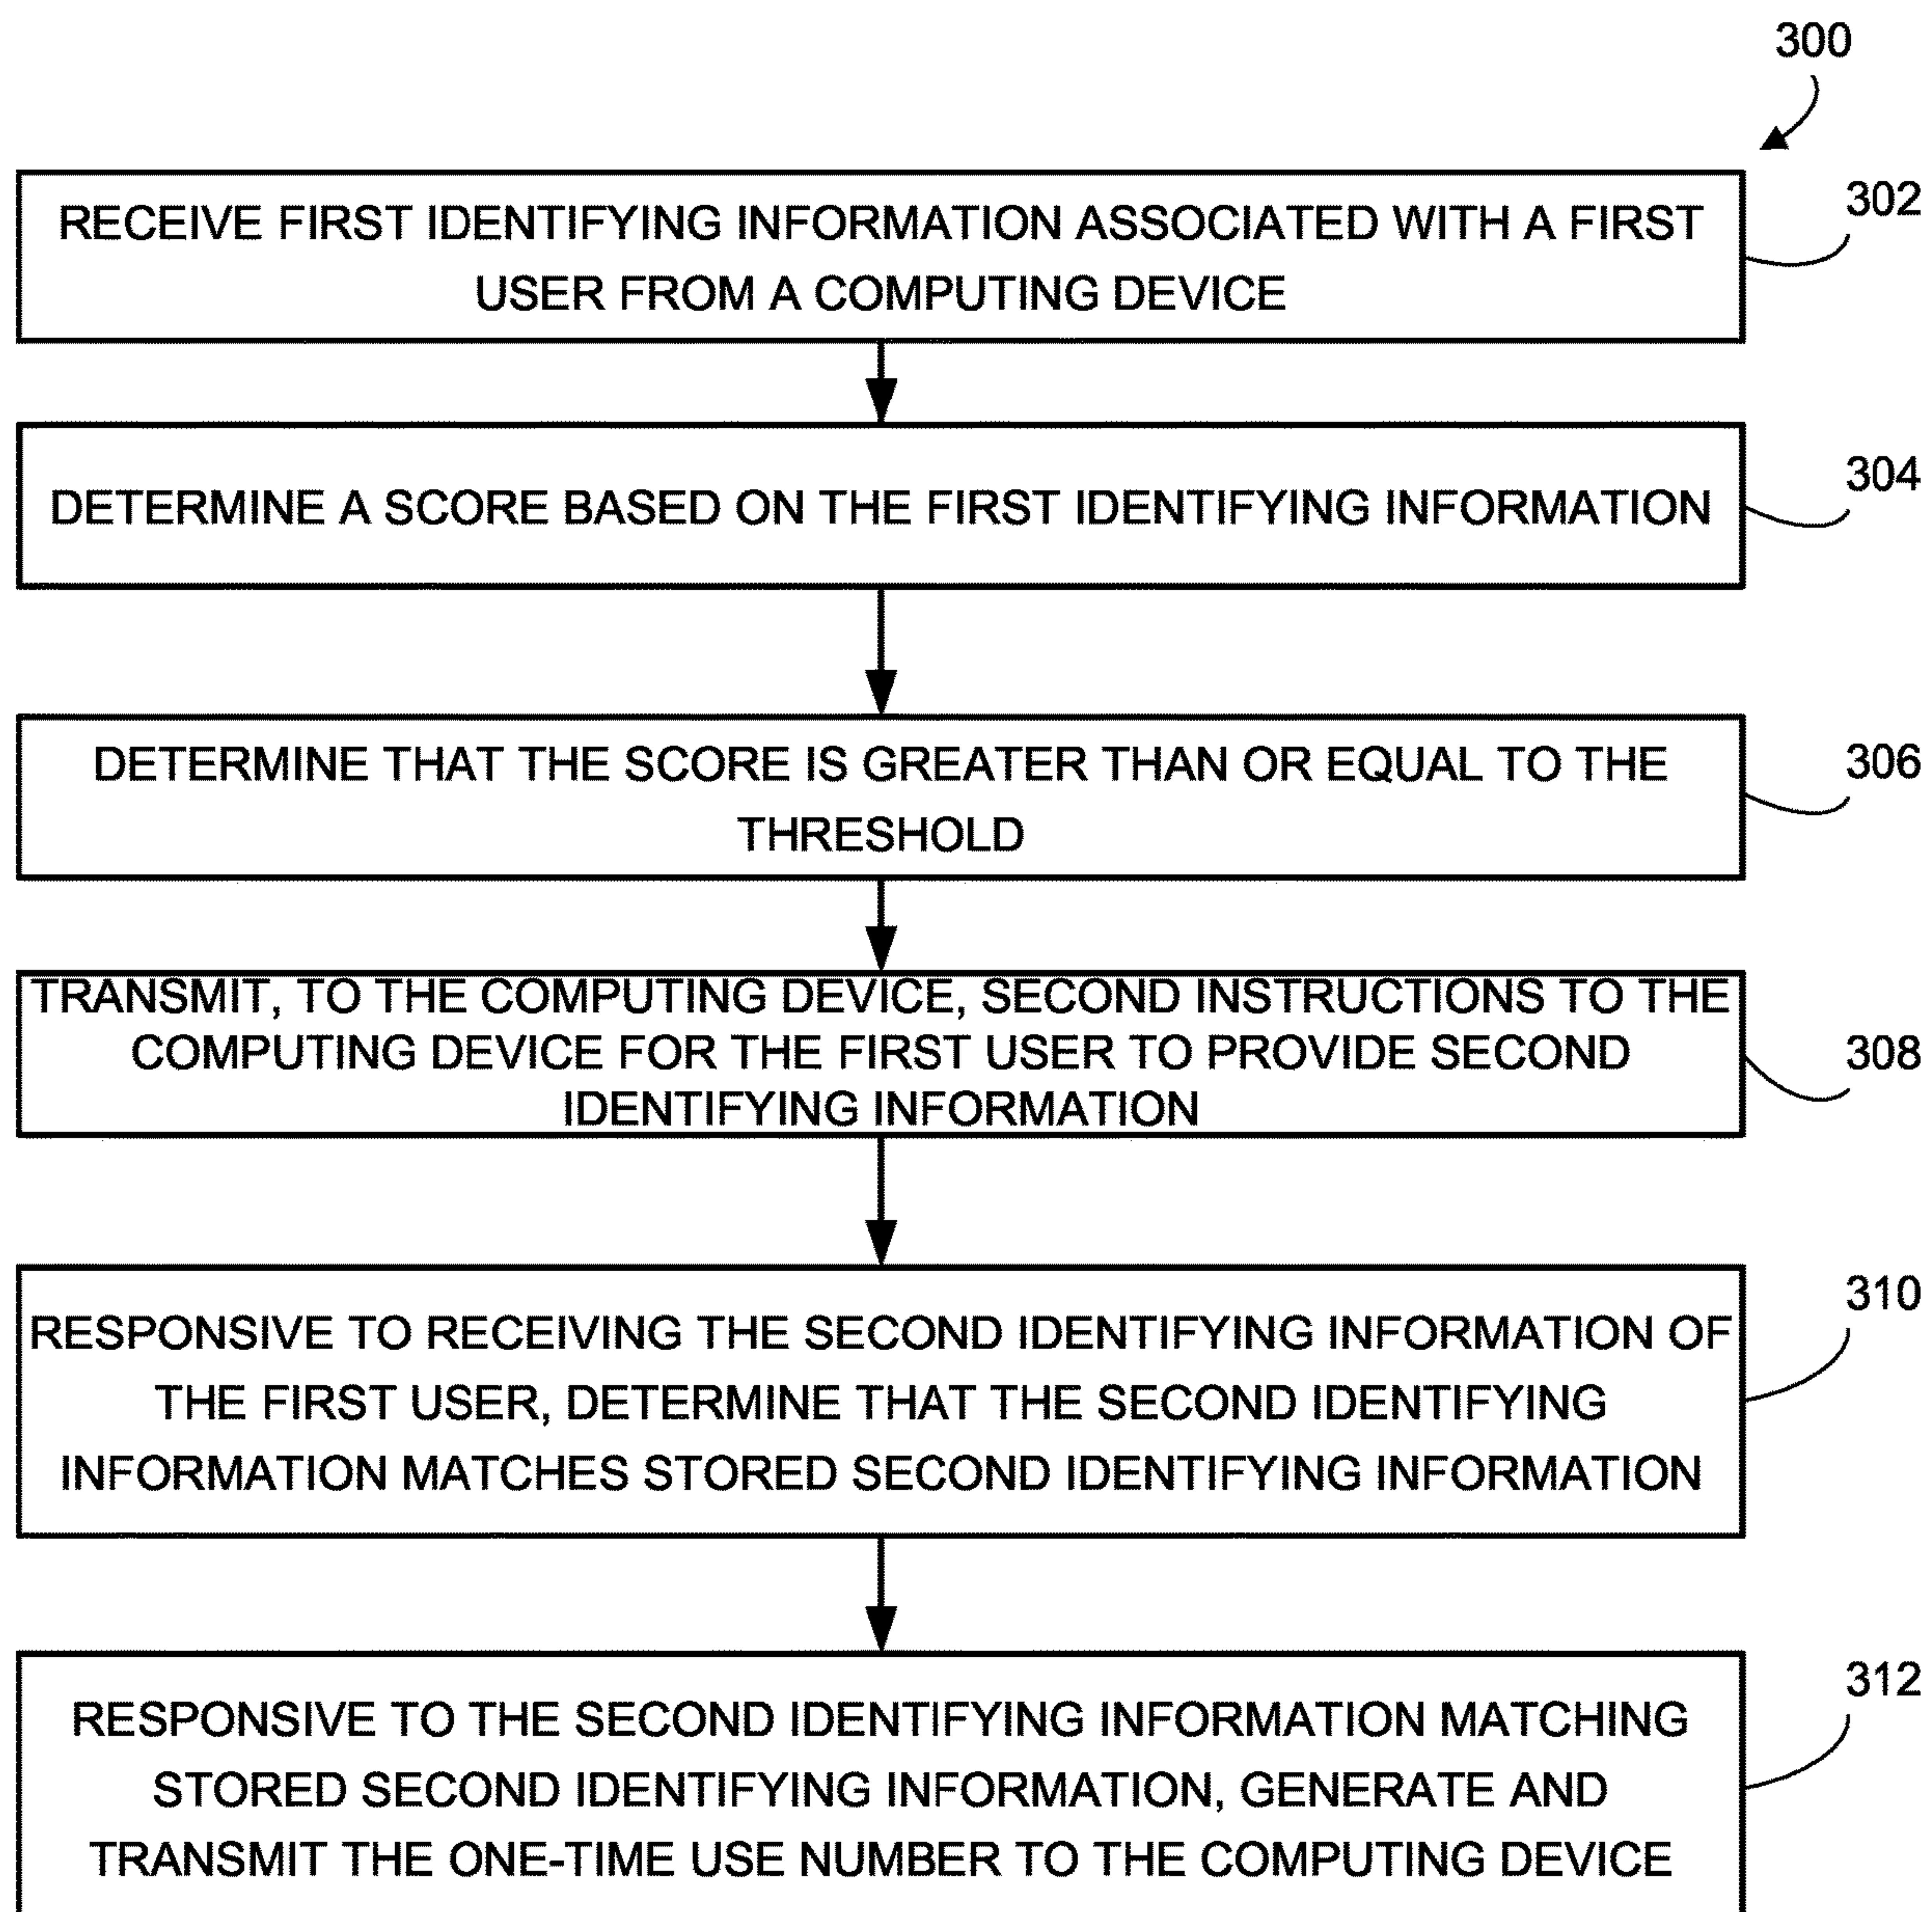 300
RECEIVE FIRST IDENTIFYING INFORMATION ASSOCIATED WITH A FIRST
USER FROM A COMPUTING DEVICE
302
DETERMINE A SCORE BASED ON THE FIRST IDENTIFYING INFORMATION
304
DETERMINE THAT THE SCORE IS GREATER THAN OR EQUAL TO THE
THRESHOLD
306
TRANSMIT, TO THE COMPUTING DEVICE, SECOND INSTRUCTIONS TO THE
COMPUTING DEVICE FOR THE FIRST USER TO PROVIDE SECOND
IDENTIFYING INFORMATION
308
RESPONSIVE TO RECEIVING THE SECOND IDENTIFYING INFORMATION OF
THE FIRST USER, DETERMINE THAT THE SECOND IDENTIFYING
INFORMATION MATCHES STORED SECOND IDENTIFYING INFORMATION
310
RESPONSIVE TO THE SECOND IDENTIFYING INFORMATION MATCHING
STORED SECOND IDENTIFYING INFORMATION, GENERATE AND
TRANSMIT THE ONE-TIME USE NUMBER TO THE COMPUTING DEVICE
312